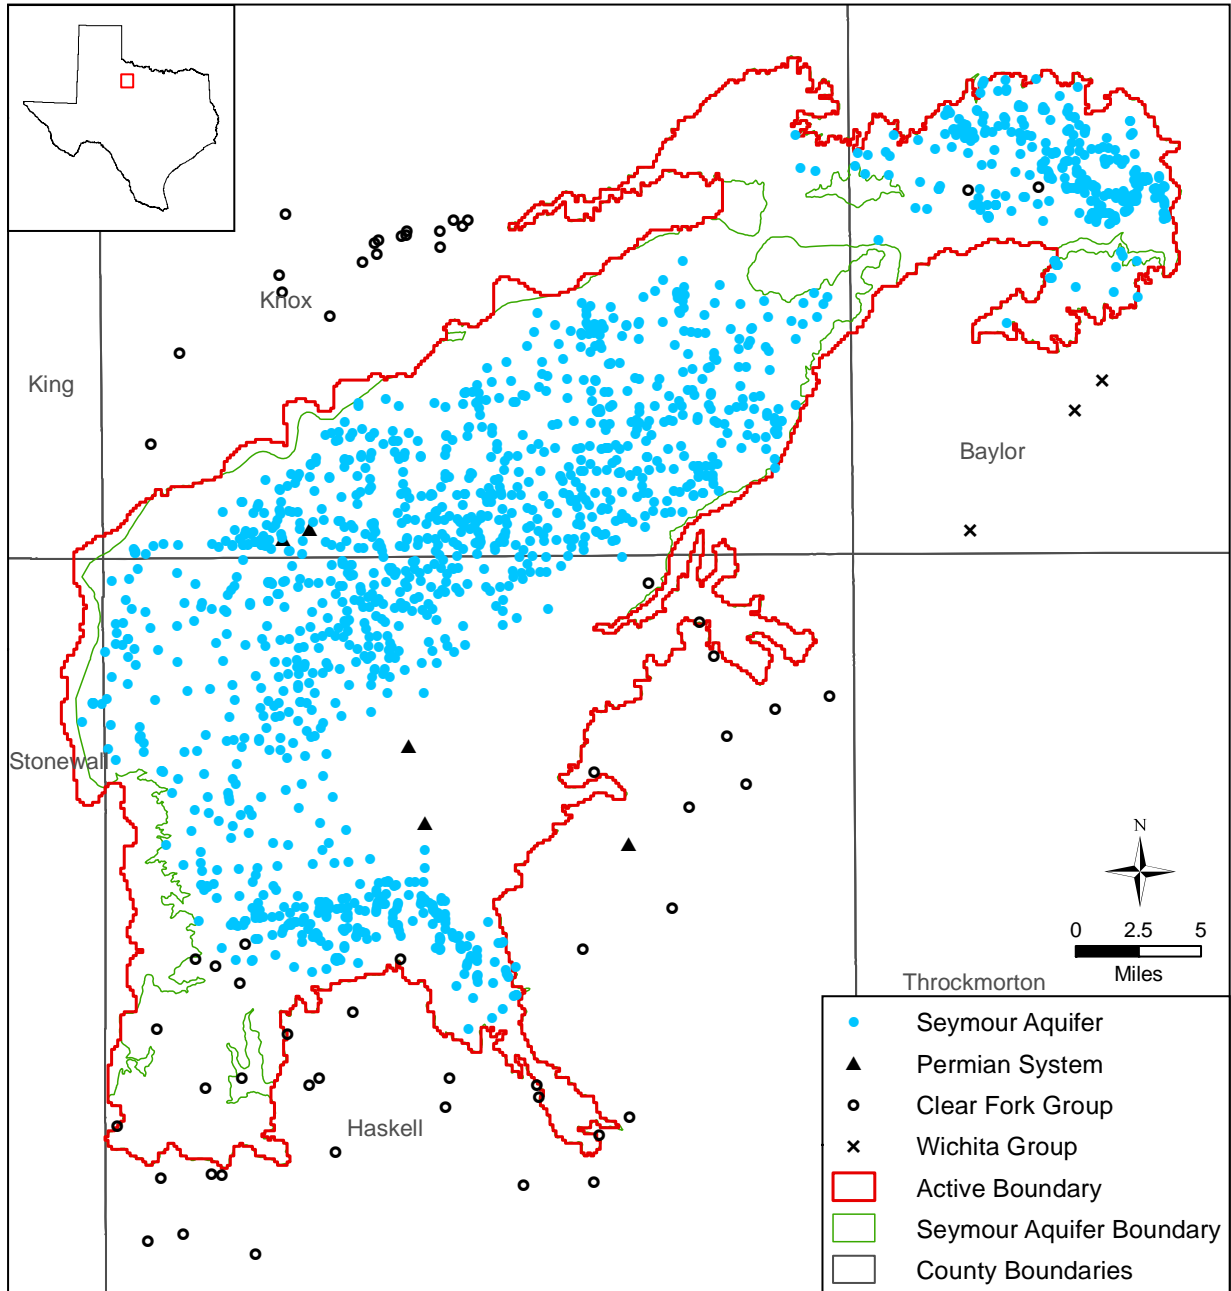 Knox
King
Baylor
Stonewall
N
0 2.5 5
Miles
Throckmorton
Haskell
Seymour Aquifer
Permian System
Clear Fork Group
Wichita Group
Active Boundary
Seymour Aquifer Boundary
County Boundaries